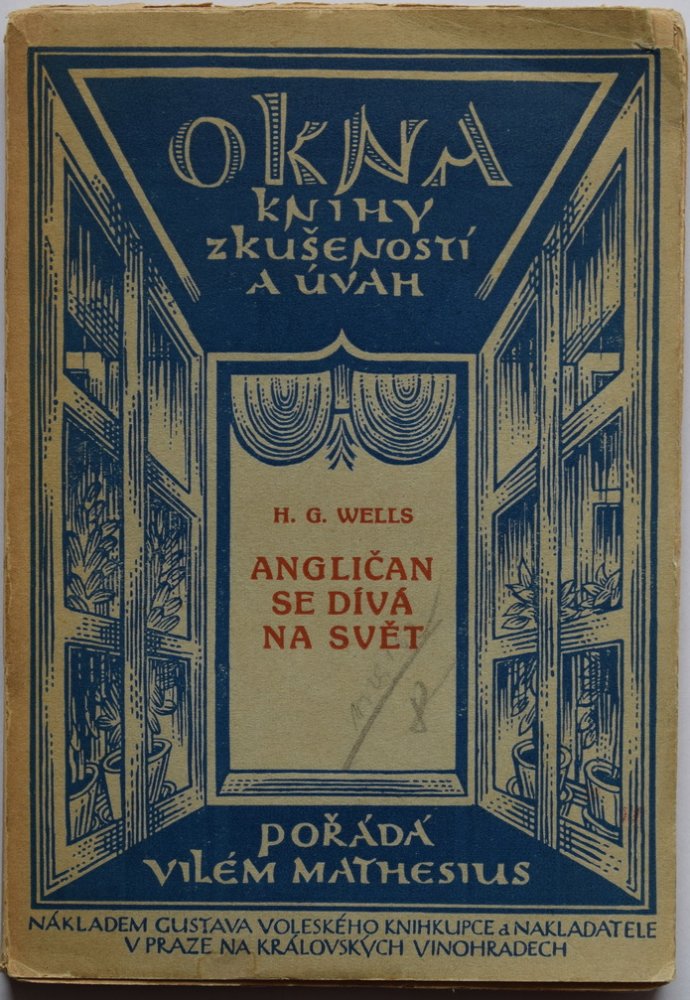 OKNA
KNIHY
ZKUŠENOSTÍ
A ÚVAH
H. G. WELLS
ANGLIČAN
SE DÍVÁ
NA SVĚT
8
POŘÁDÁ
VILÉM MATHESIUS
NÁKLADEM GUSTAVA VOLESKÉHO KNIHKUPCE a NAKLADATELE
V PRAZE NA KRÁLOVSKÝCH VINOHRADECH